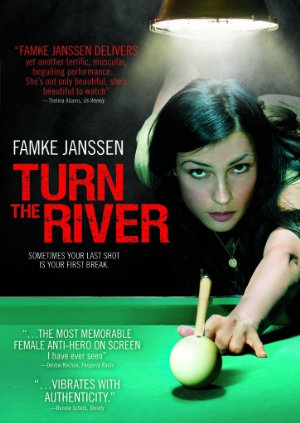 "FAMKE JANSSEN DELIVERS
yet another terrific, muscular,
beguiling performance...
She's not only beautiful, she's
beautiful to watch"
—Thelma Adams, Us Weekly
FAMKE JANSSEN
TURN
THE RIVER
SOMETIMES YOUR LAST SHOT
IS YOUR FIRST BREAK.
"...THE MOST MEMORABLE
FEMALE ANTI-HERO ON SCREEN
I have ever seen"
—Debbie Rochon,
"...VIBRATES WITH
AUTHENTICITY."
—Ronnie Scheib, Variety